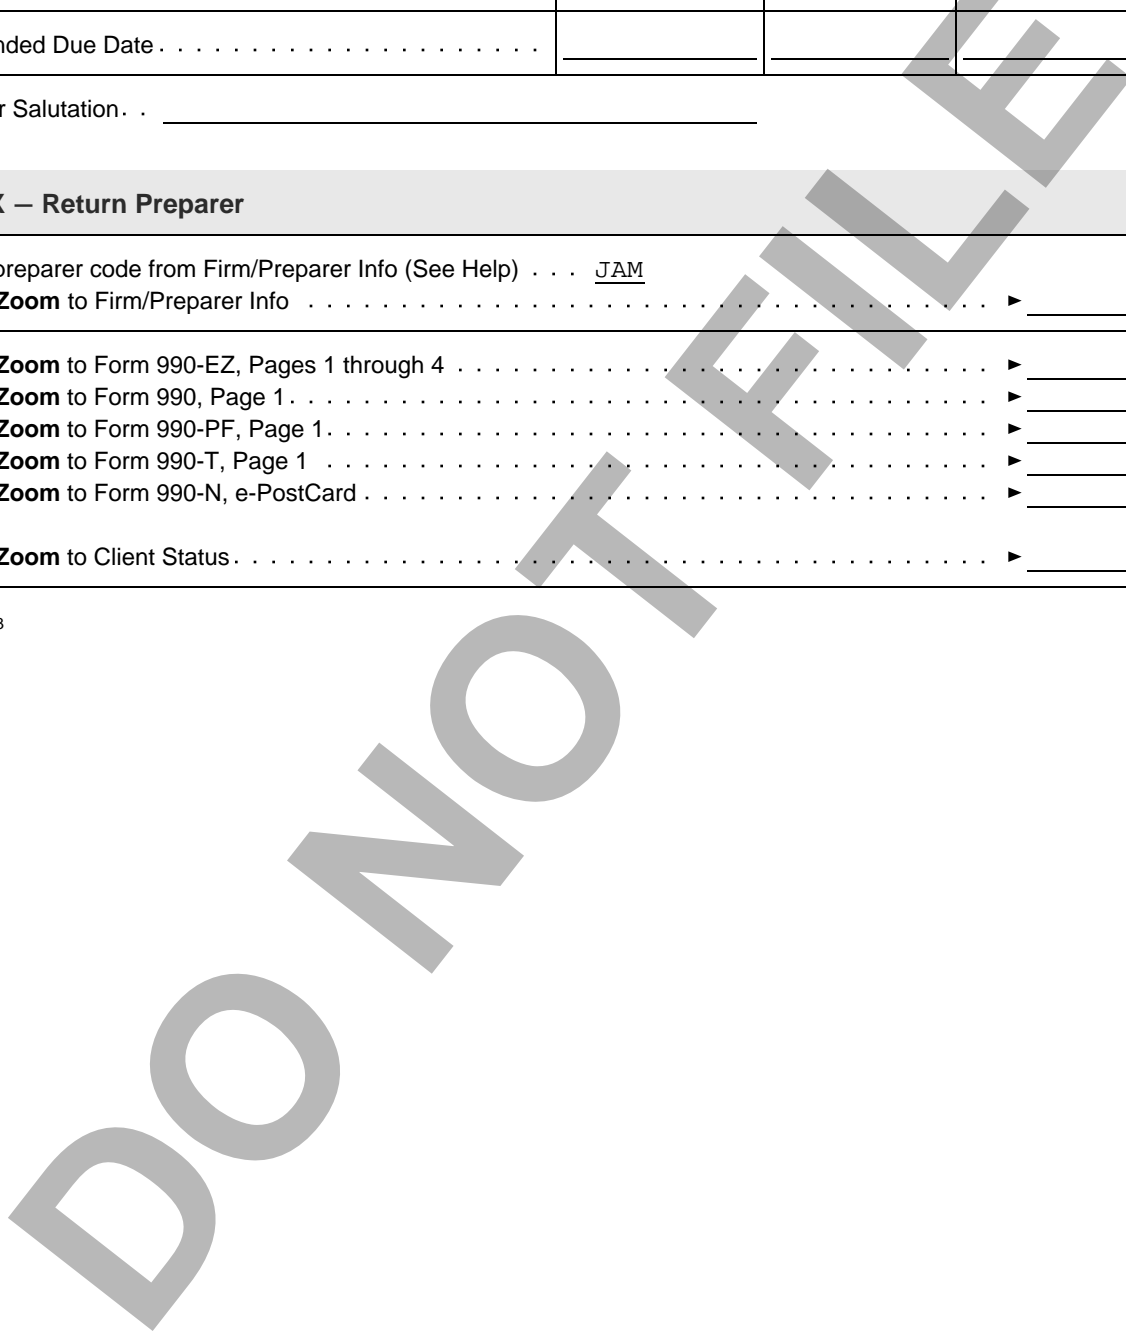 nded Due Date . . . . . . . . . . . . . . . . . . . . .
r Salutation . .
X – Return Preparer
preparer code from Firm/Preparer Info (See Help) . . . JAM
Zoom to Firm/Preparer Info . . . . . . . . . . . . . . . . . . . . . . . . . . . . . . . . . . . . . ►
Zoom to Form 990-EZ, Pages 1 through 4 . . . . . . . . . . . . . . . . . . . . . . . . . . . . . ►
Zoom to Form 990, Page 1 . . . . . . . . . . . . . . . . . . . . . . . . . . . . . . . . . . . . . . ►
Zoom to Form 990-PF, Page 1 . . . . . . . . . . . . . . . . . . . . . . . . . . . . . . . . . . . . ►
Zoom to Form 990-T, Page 1 . . . . . . . . . . . . . . . . . . . . . . . . . . . . . . . . . . . . ►
Zoom to Form 990-N, e-PostCard . . . . . . . . . . . . . . . . . . . . . . . . . . . . . . . . . . ►
Zoom to Client Status . . . . . . . . . . . . . . . . . . . . . . . . . . . . . . . . . . . . . . . . . ►
DO NOT FILE